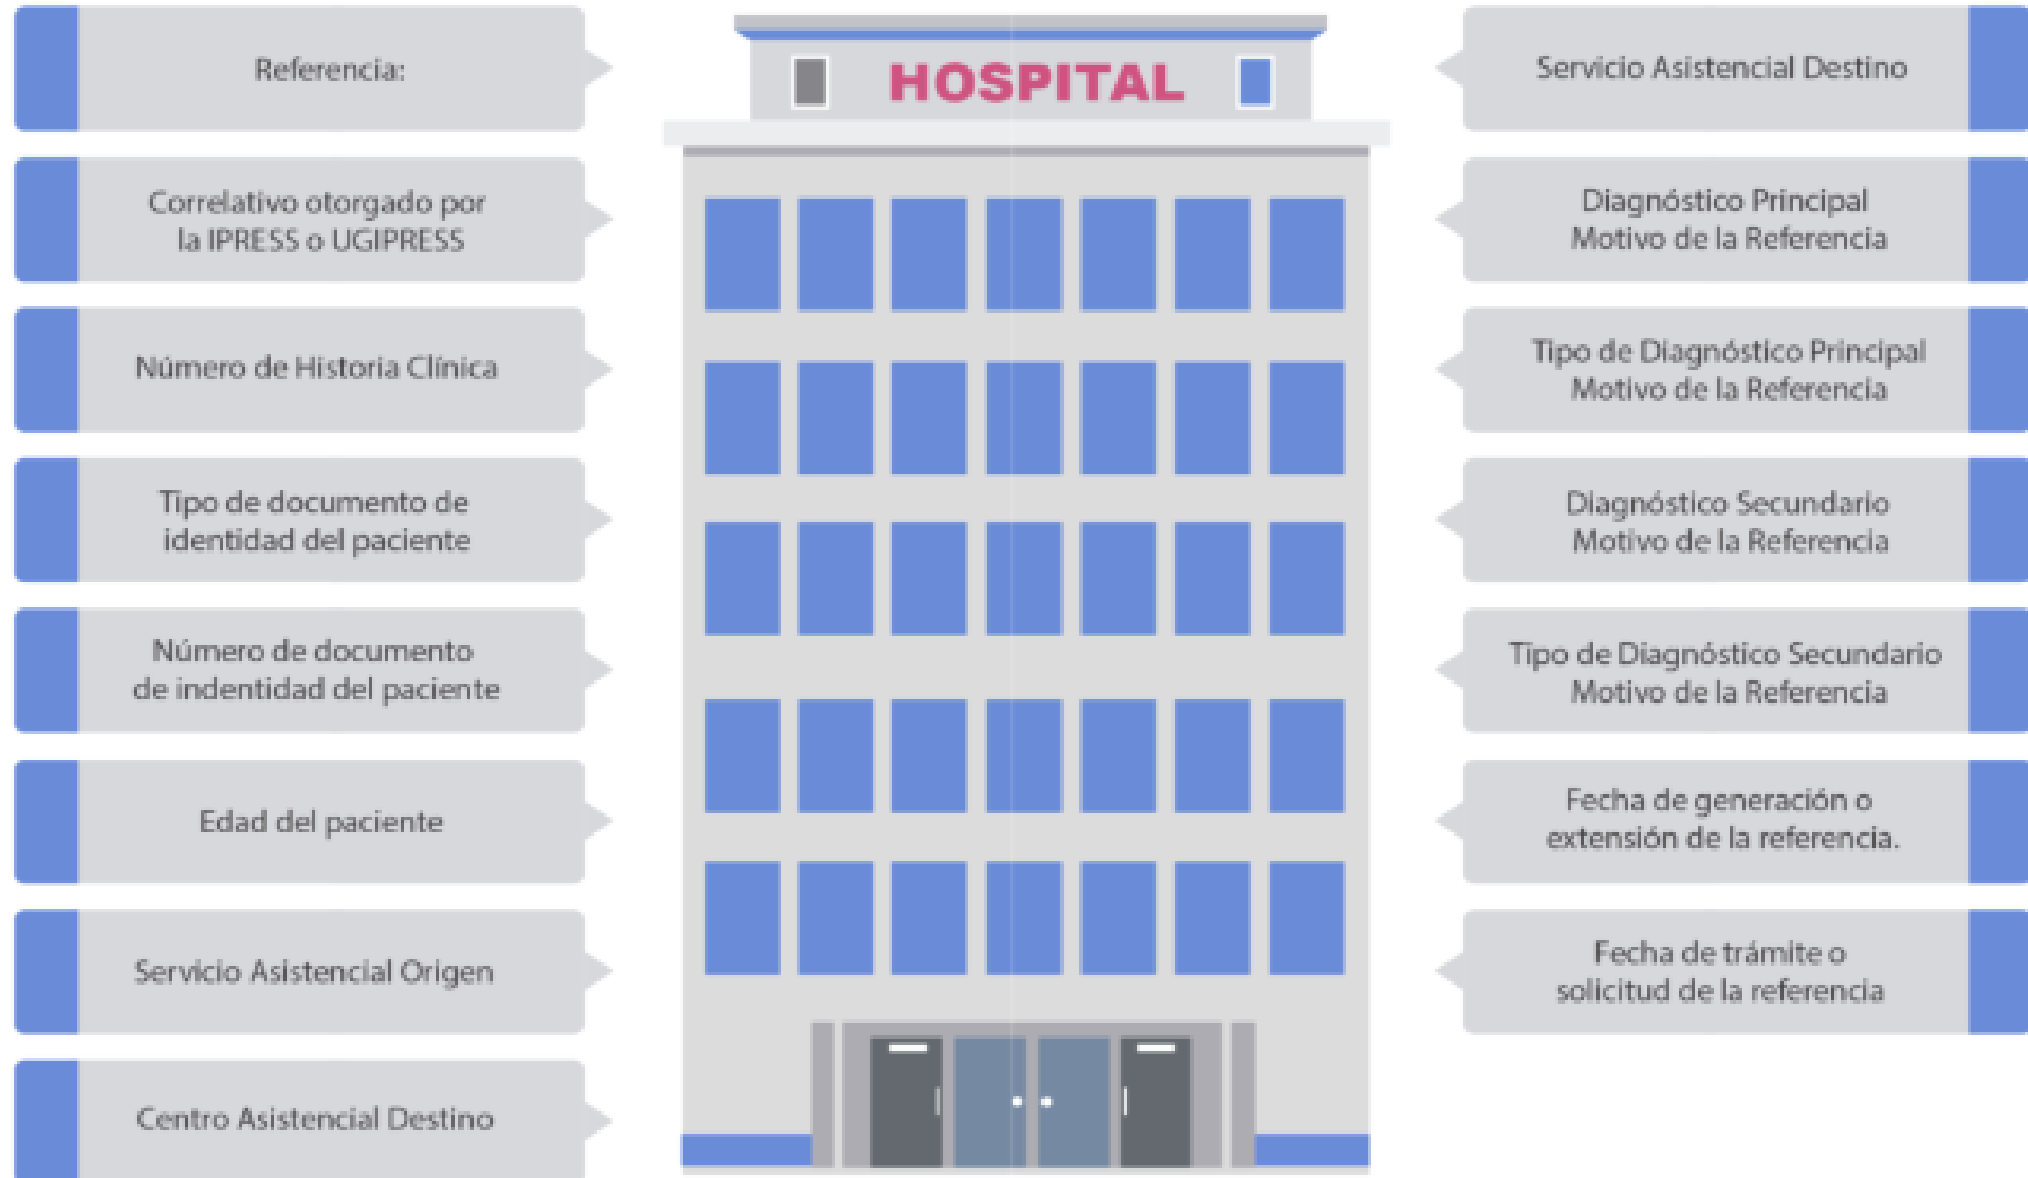 Referencia:
Correlativo otorgado por
la IPRESS o UGIPRESS
Número de Historia Clínica
Tipo de documento de
identidad del paciente
Número de documento
de indentidad del paciente
Edad del paciente
Servicio Asistencial Origen
Centro Asistencial Destino
HOSPITAL
Servicio Asistencial Destino
Diagnóstico Principal
Motivo de la Referencia
Tipo de Diagnóstico Principal
Motivo de la Referencia
Diagnóstico Secundario
Motivo de la Referencia
Tipo de Diagnóstico Secundario
Motivo de la Referencia
Fecha de generación o
extensión de la referencia.
Fecha de trámite o
solicitud de la referencia